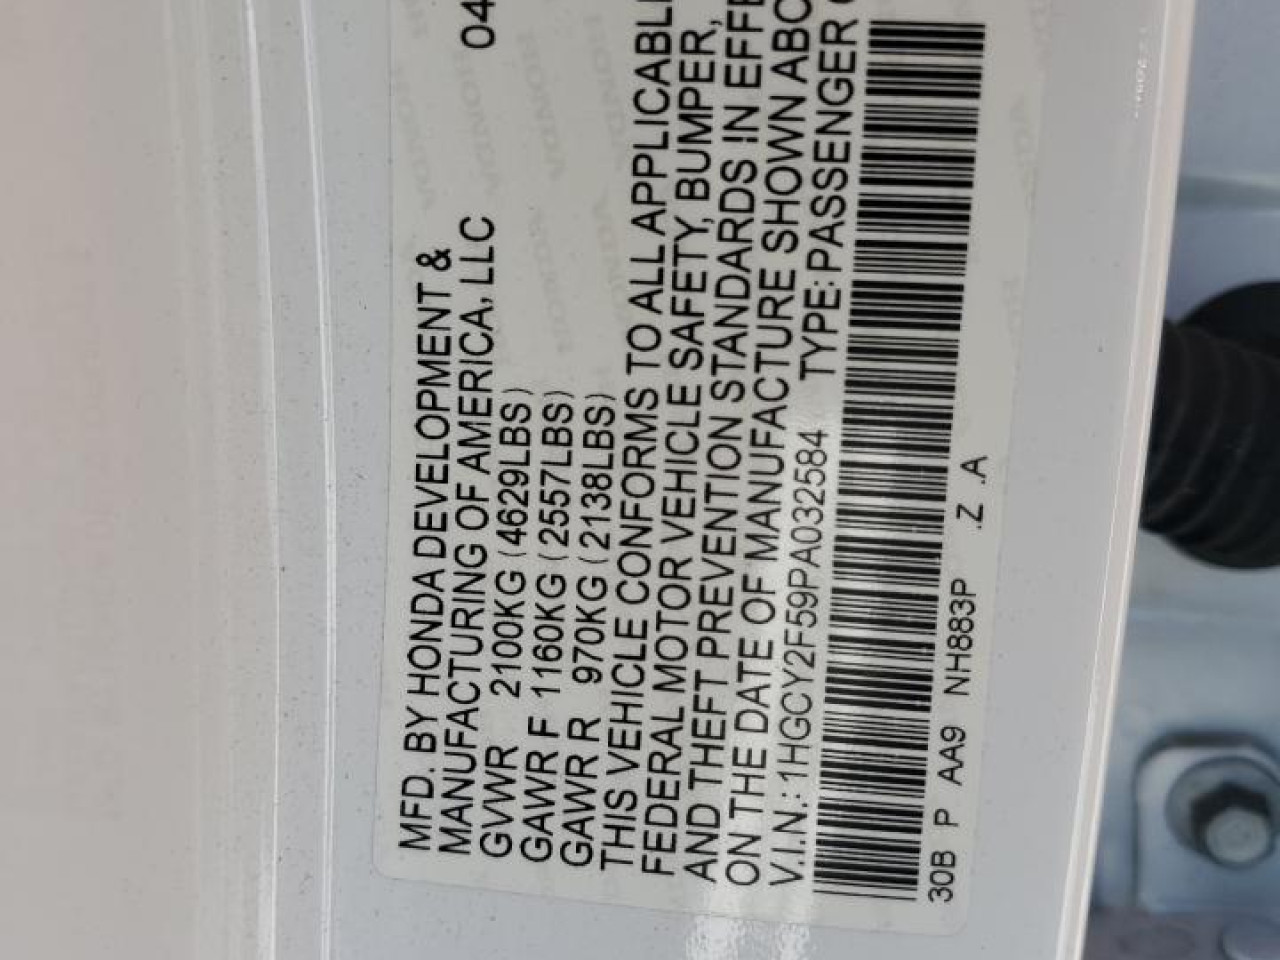 MFD. BY HONDA DEVELOPMENT &
MANUFACTURING OF AMERICA, LLC 04
GVWR 2100KG (4629LBS)
GAWR F 1160KG (2557LBS)
GAWR R 970KG (2138LBS)
THIS VEHICLE CONFORMS TO ALL APPLICABL
FEDERAL MOTOR VEHICLE SAFETY, BUMPER,
AND THEFT PREVENTION STANDARDS IN EFFE
ON THE DATE OF MANUFACTURE SHOWN ABO
V.I.N.: 1HGCY2F59PA032584 TYPE: PASSENGER
30B P AA9 NH883P .Z .A